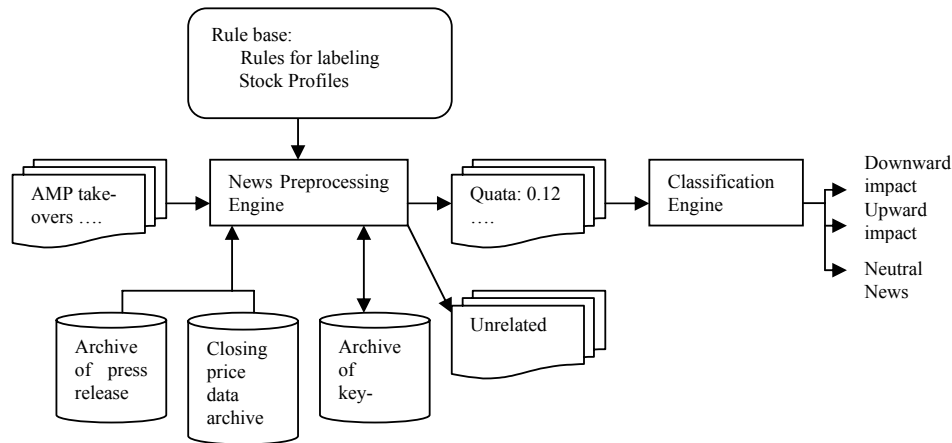 Rule base:
Rules for labeling
Stock Profiles
AMP take-
overs ….
News Preprocessing
Engine
Quata: 0.12
….
Classification
Engine
Downward
impact
Upward
impact
Neutral
News
Archive
of press
release
Closing
price
data
archive
Archive
of
key-
Unrelated